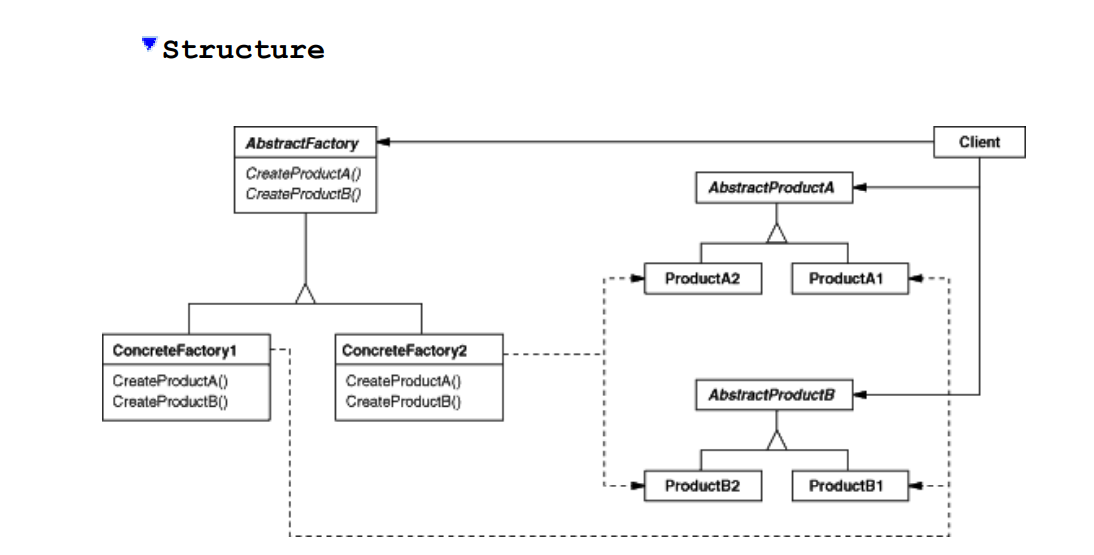 Structure
AbstractFactory
CreateProductA()
CreateProductB()
Client
AbstractProductA
ProductA2
ProductA1
ConcreteFactory1
CreateProductA()
CreateProductB()
ConcreteFactory2
CreateProductA()
CreateProductB()
AbstractProductB
ProductB2
ProductB1